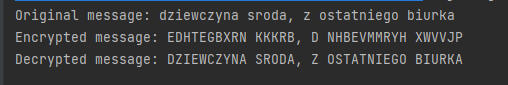 Original message: dziewczyna sroda, z ostatniego biurka
Encrypted message: EDHTEGBXRN KKKRB, D NHBEVMMRYH XWVVJP
Decrypted message: DZIEWCZYNA SRODA, Z OSTATNIEGO BIURKA